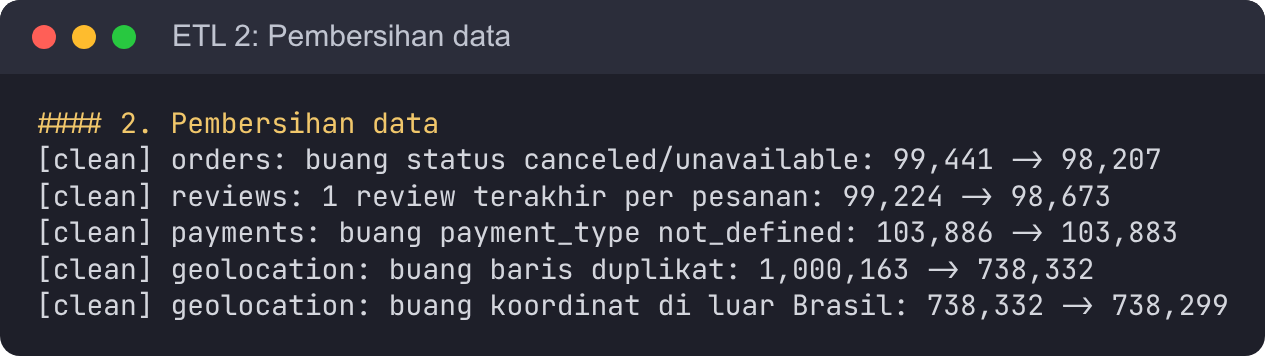 ETL 2: Pembersihan data
#### 2. Pembersihan data
[clean] orders: buang status canceled/unavailable: 99,441 -> 98,207
[clean] reviews: 1 review terakhir per pesanan: 99,224 -> 98,673
[clean] payments: buang payment_type not_defined: 103,886 -> 103,883
[clean] geolocation: buang baris duplikat: 1,000,163 -> 738,332
[clean] geolocation: buang koordinat di luar Brasil: 738,332 -> 738,299